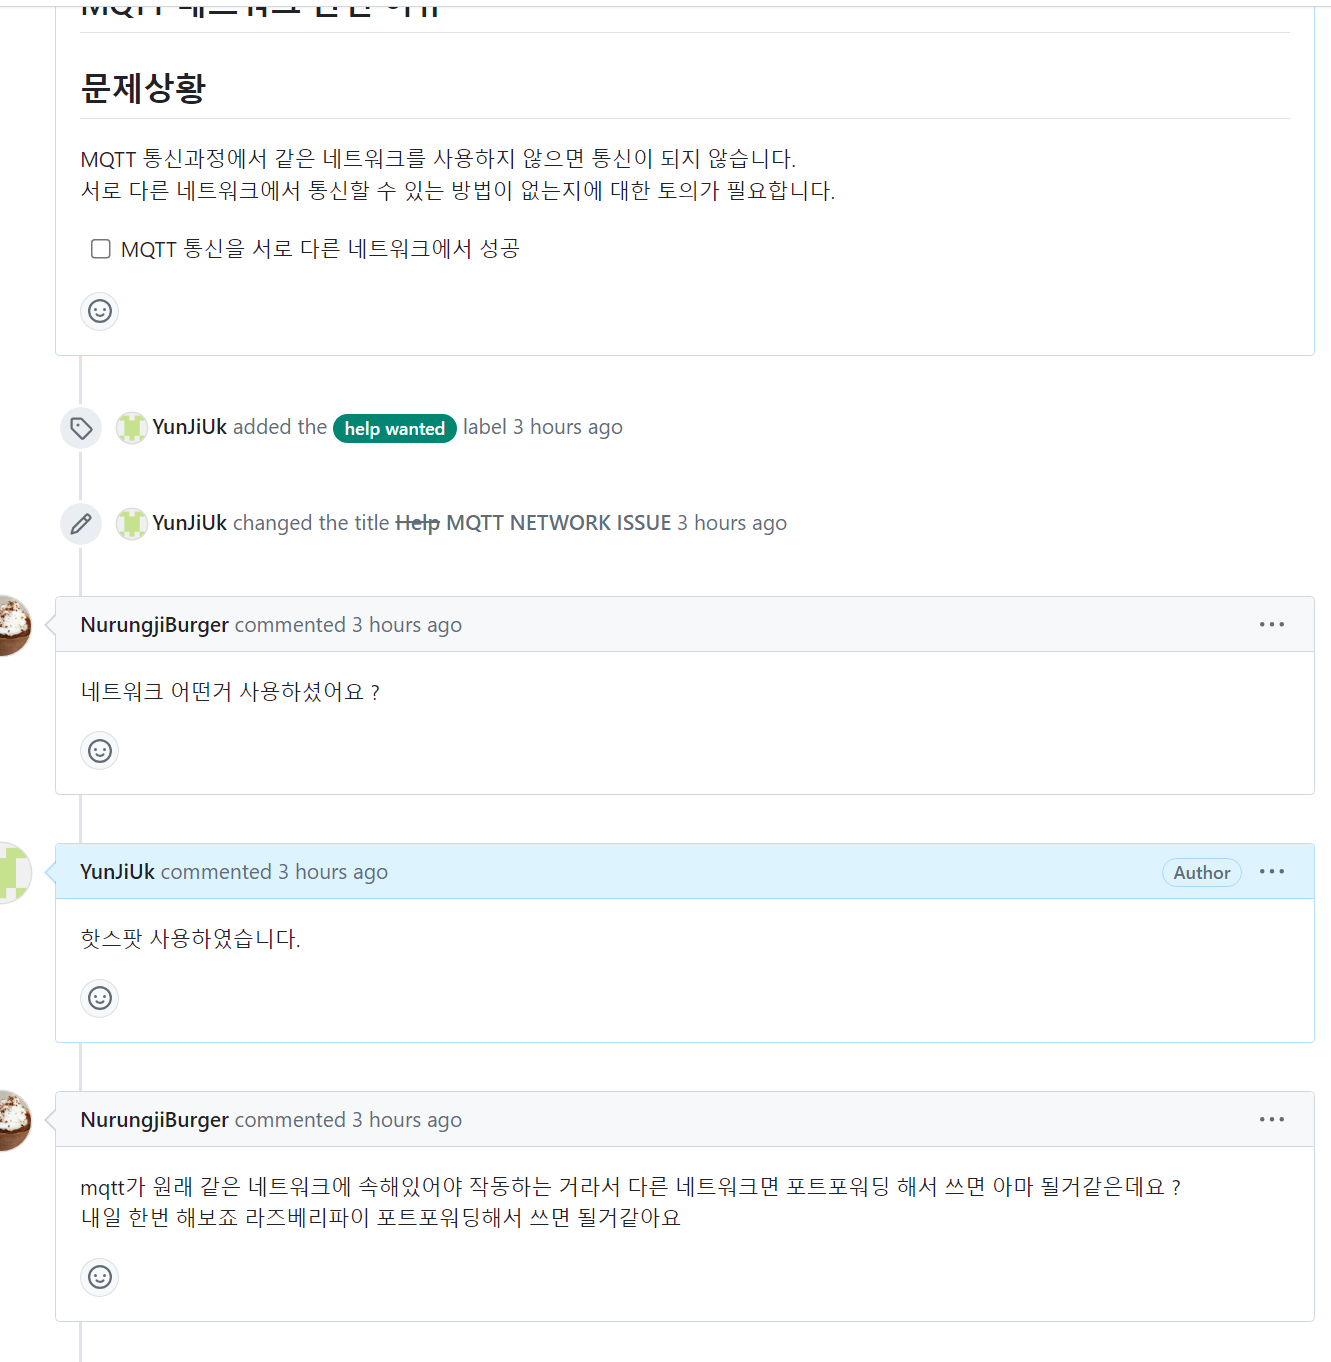 MQTT 네트워크 관련 이슈
문제상황
MQTT 통신과정에서 같은 네트워크를 사용하지 않으면 통신이 되지 않습니다.
서로 다른 네트워크에서 통신할 수 있는 방법이 없는지에 대한 토의가 필요합니다.
MQTT 통신을 서로 다른 네트워크에서 성공
YunJiUk added the help wanted label 3 hours ago
YunJiUk changed the title Help MQTT NETWORK ISSUE 3 hours ago
NurungjiBurger commented 3 hours ago
네트워크 어떤거 사용하셨어요 ?
YunJiUk commented 3 hours ago Author
핫스팟 사용하였습니다.
NurungjiBurger commented 3 hours ago
mqtt가 원래 같은 네트워크에 속해있어야 작동하는 거라서 다른 네트워크면 포트포워딩 해서 쓰면 아마 될거같은데요 ?
내일 한번 해보죠 라즈베리파이 포트포워딩해서 쓰면 될거같아요